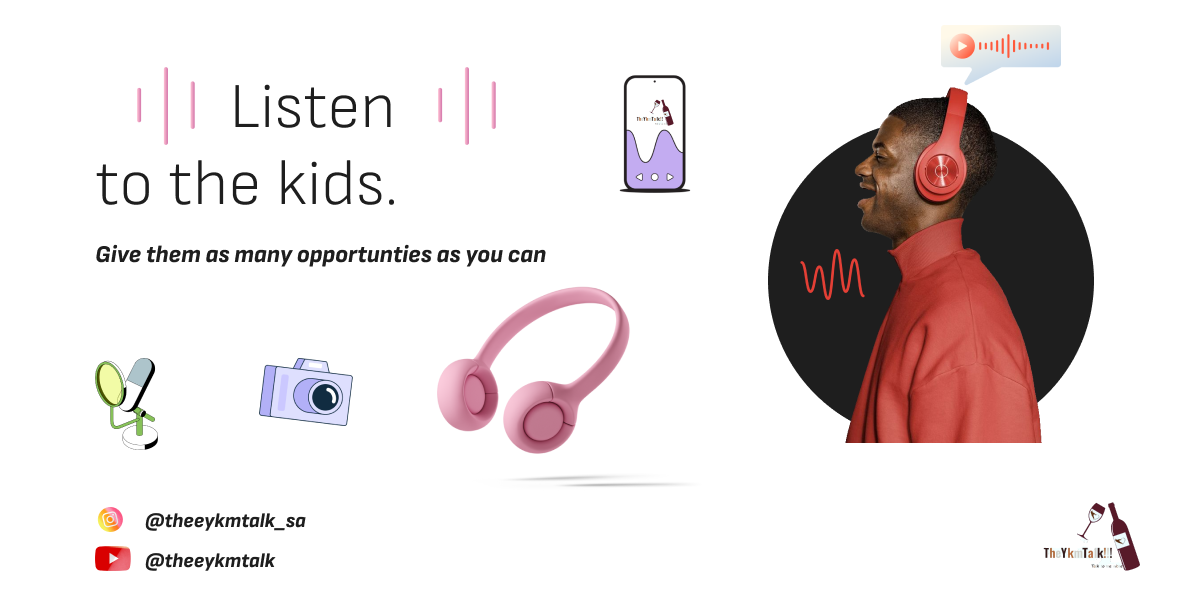 Listen
to the kids.
Give them as many opportunties as you can
@theeykmtalk_sa
@theeykmtalk
TheYkmTalk!!!